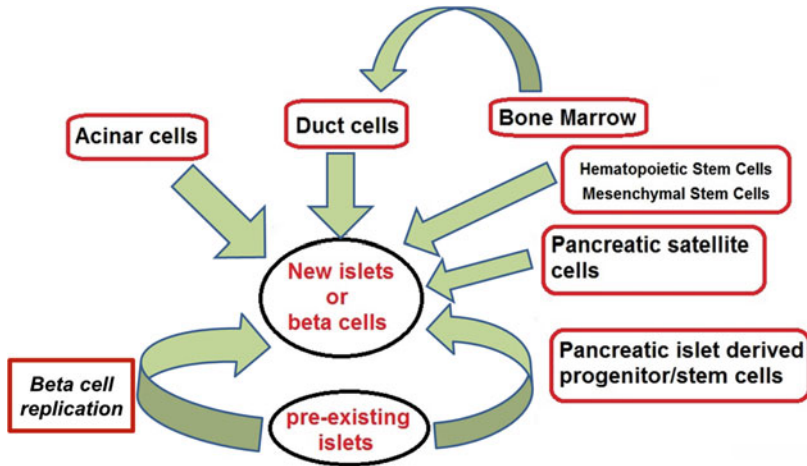 Acinar cells
Duct cells
Bone Marrow
Hematopoietic Stem Cells
Mesenchymal Stem Cells
Pancreatic satellite
cells
New islets
or
beta cells
Pancreatic islet derived
progenitor/stem cells
Beta cell
replication
pre-existing
islets